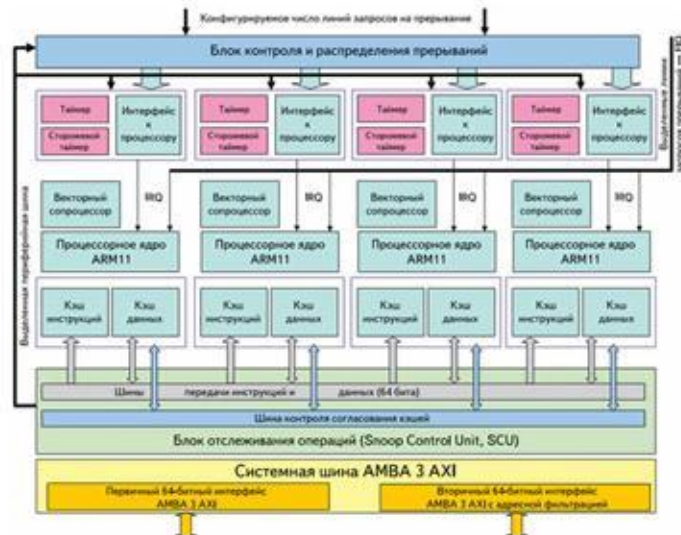 Конфигурируемое число линий запросов на прерывание
Блок контроля и распределения прерываний
Таймер
Сторожевой
таймер
Интерфейс
к
процессору
Таймер
Сторожевой
таймер
Интерфейс
к
процессору
Таймер
Сторожевой
таймер
Интерфейс
к
процессору
Таймер
Сторожевой
таймер
Интерфейс
к
процессору
Выделенные линии
запросов прерываний — FIQ
Выделенная периферийная шина
Векторный
сопроцессор
IRQ
Векторный
сопроцессор
IRQ
Векторный
сопроцессор
IRQ
Векторный
сопроцессор
IRQ
Процессорное ядро
ARM11
Процессорное ядро
ARM11
Процессорное ядро
ARM11
Процессорное ядро
ARM11
Кэш
инструкций
Кэш
данных
Кэш
инструкций
Кэш
данных
Кэш
инструкций
Кэш
данных
Кэш
инструкций
Кэш
данных
Шины передачи инструкций и данных (64 бита)
Шина контроля согласования кэшей
Блок отслеживания операций (Snoop Control Unit, SCU)
Системная шина AMBA 3 AXI
Первичный 64-битный интерфейс
AMBA 3 AXI
Вторичный 64-битный интерфейс
AMBA 3 AXI с адресной фильтрацией